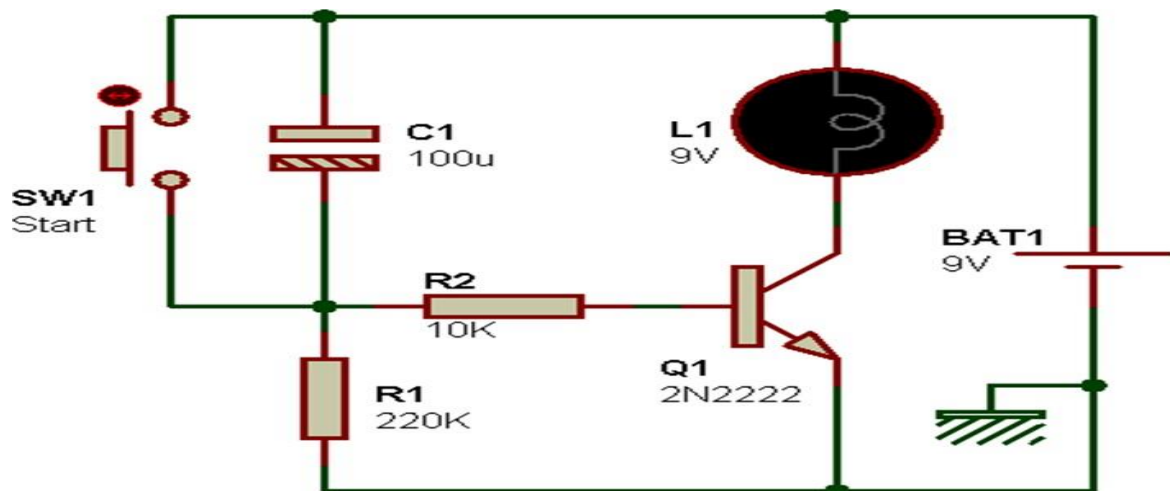 SW1
Start
C1
100u
L1
9V
BAT1
9V
R2
10K
R1
220K
Q1
2N2222